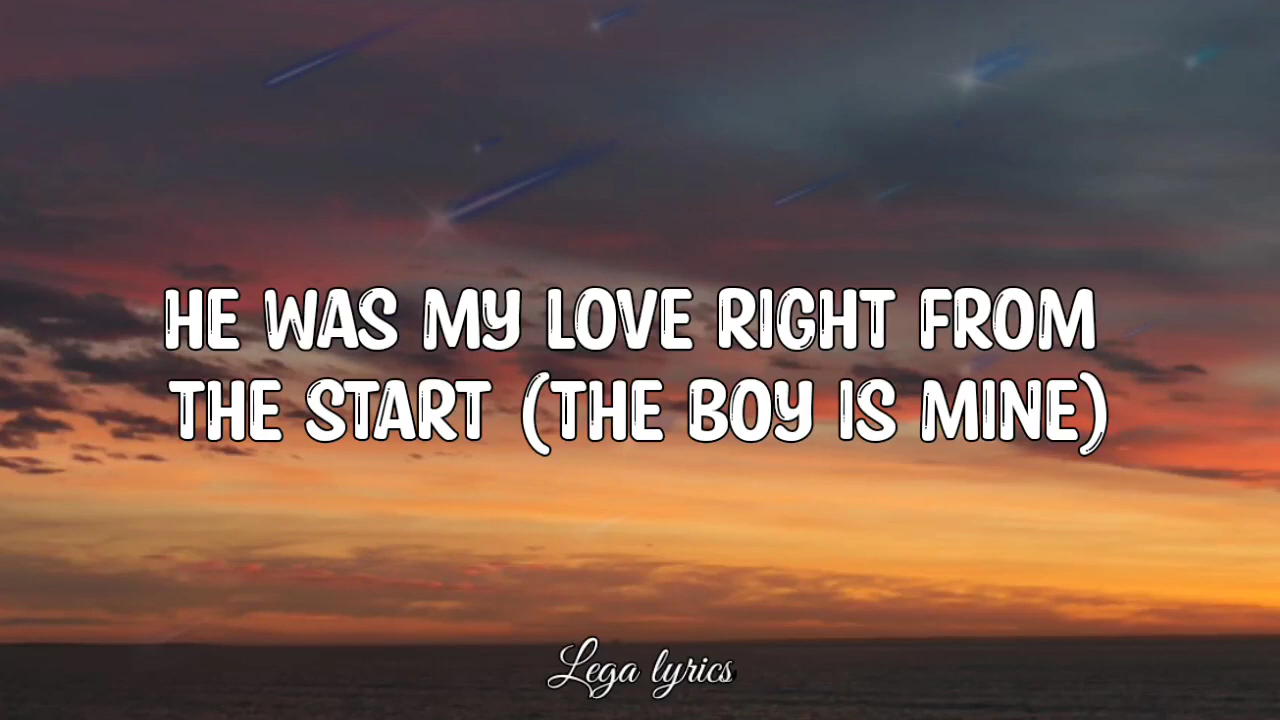 HE WAS MY LOVE RIGHT FROM
THE START (THE BOY IS MINE)
Lega lyrics